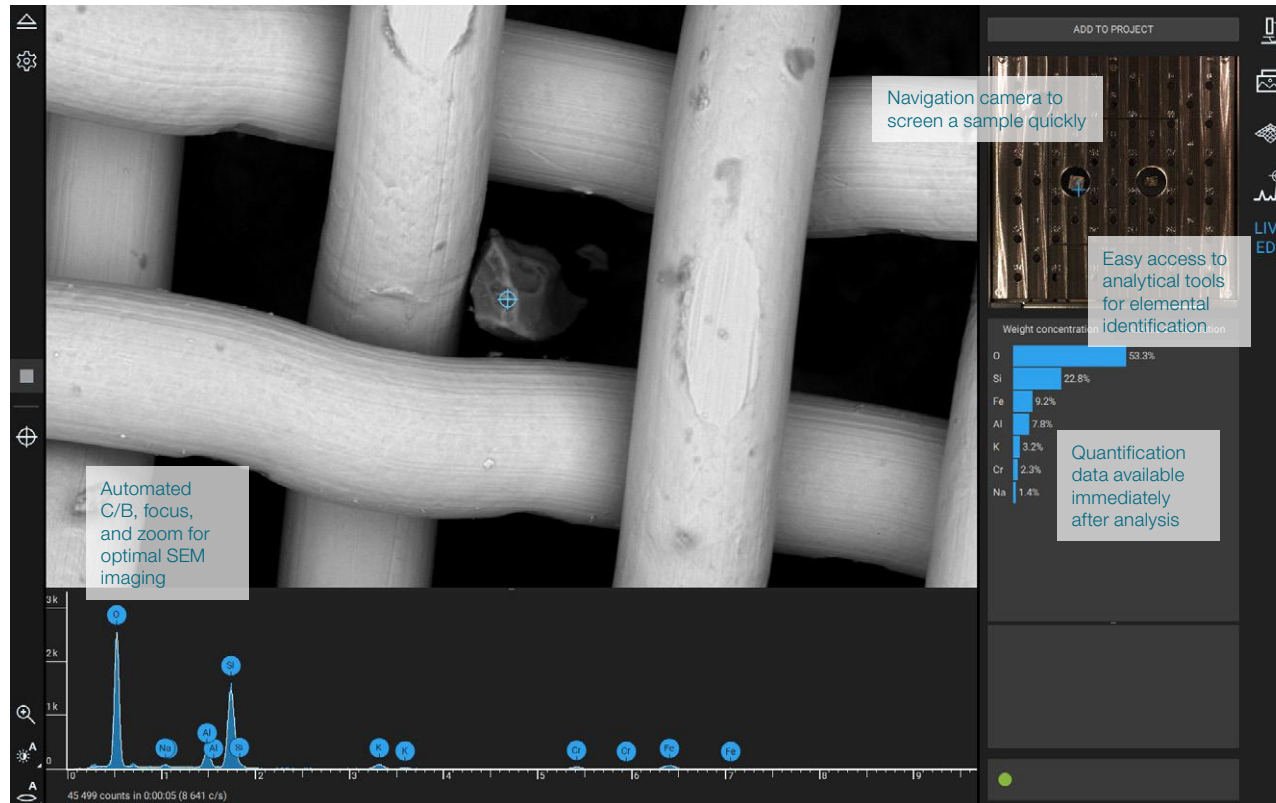 ADD TO PROJECT
Navigation camera to
screen a sample quickly
LIV
ED
Easy access to
analytical tools
for elemental
identification
Weight concentration
O 53.3%
Si 22.8%
Fe 9.2%
Al 7.8%
K 3.2%
Cr 2.3%
Na 1.4%
Quantification
data available
immediately
after analysis
Automated
C/B, focus,
and zoom for
optimal SEM
imaging
3k
2k
1k
0
O
Na
Al
Al
Si
Si
K
K
Cr
Cr
Fe
Fe
0 1 2 3 4 5 6 7 8 9
A
A
45 499 counts in 0:00:05 (8 641 c/s)